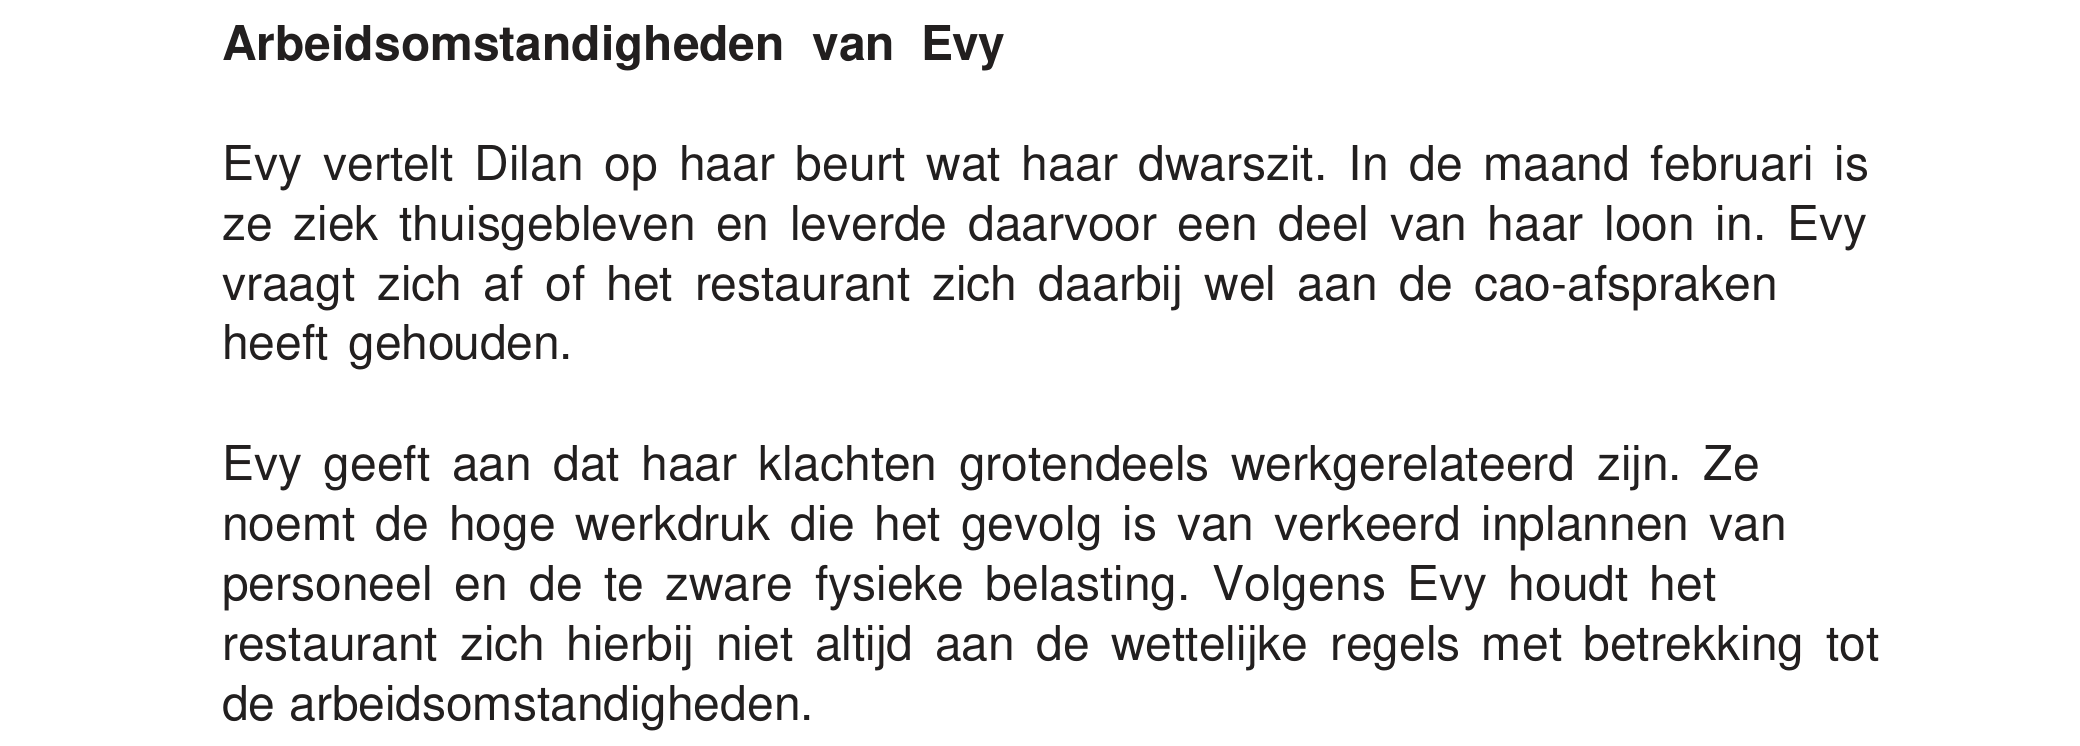 Arbeidsomstandigheden van Evy
Evy vertelt Dilan op haar beurt wat haar dwarszit. In de maand februari is
ze ziek thuisgebleven en leverde daarvoor een deel van haar loon in. Evy
vraagt zich af of het restaurant zich daarbij wel aan de cao-afspraken
heeft gehouden.
Evy geeft aan dat haar klachten grotendeels werkgerelateerd zijn. Ze
noemt de hoge werkdruk die het gevolg is van verkeerd inplannen van
personeel en de te zware fysieke belasting. Volgens Evy houdt het
restaurant zich hierbij niet altijd aan de wettelijke regels met betrekking tot
de arbeidsomstandigheden.